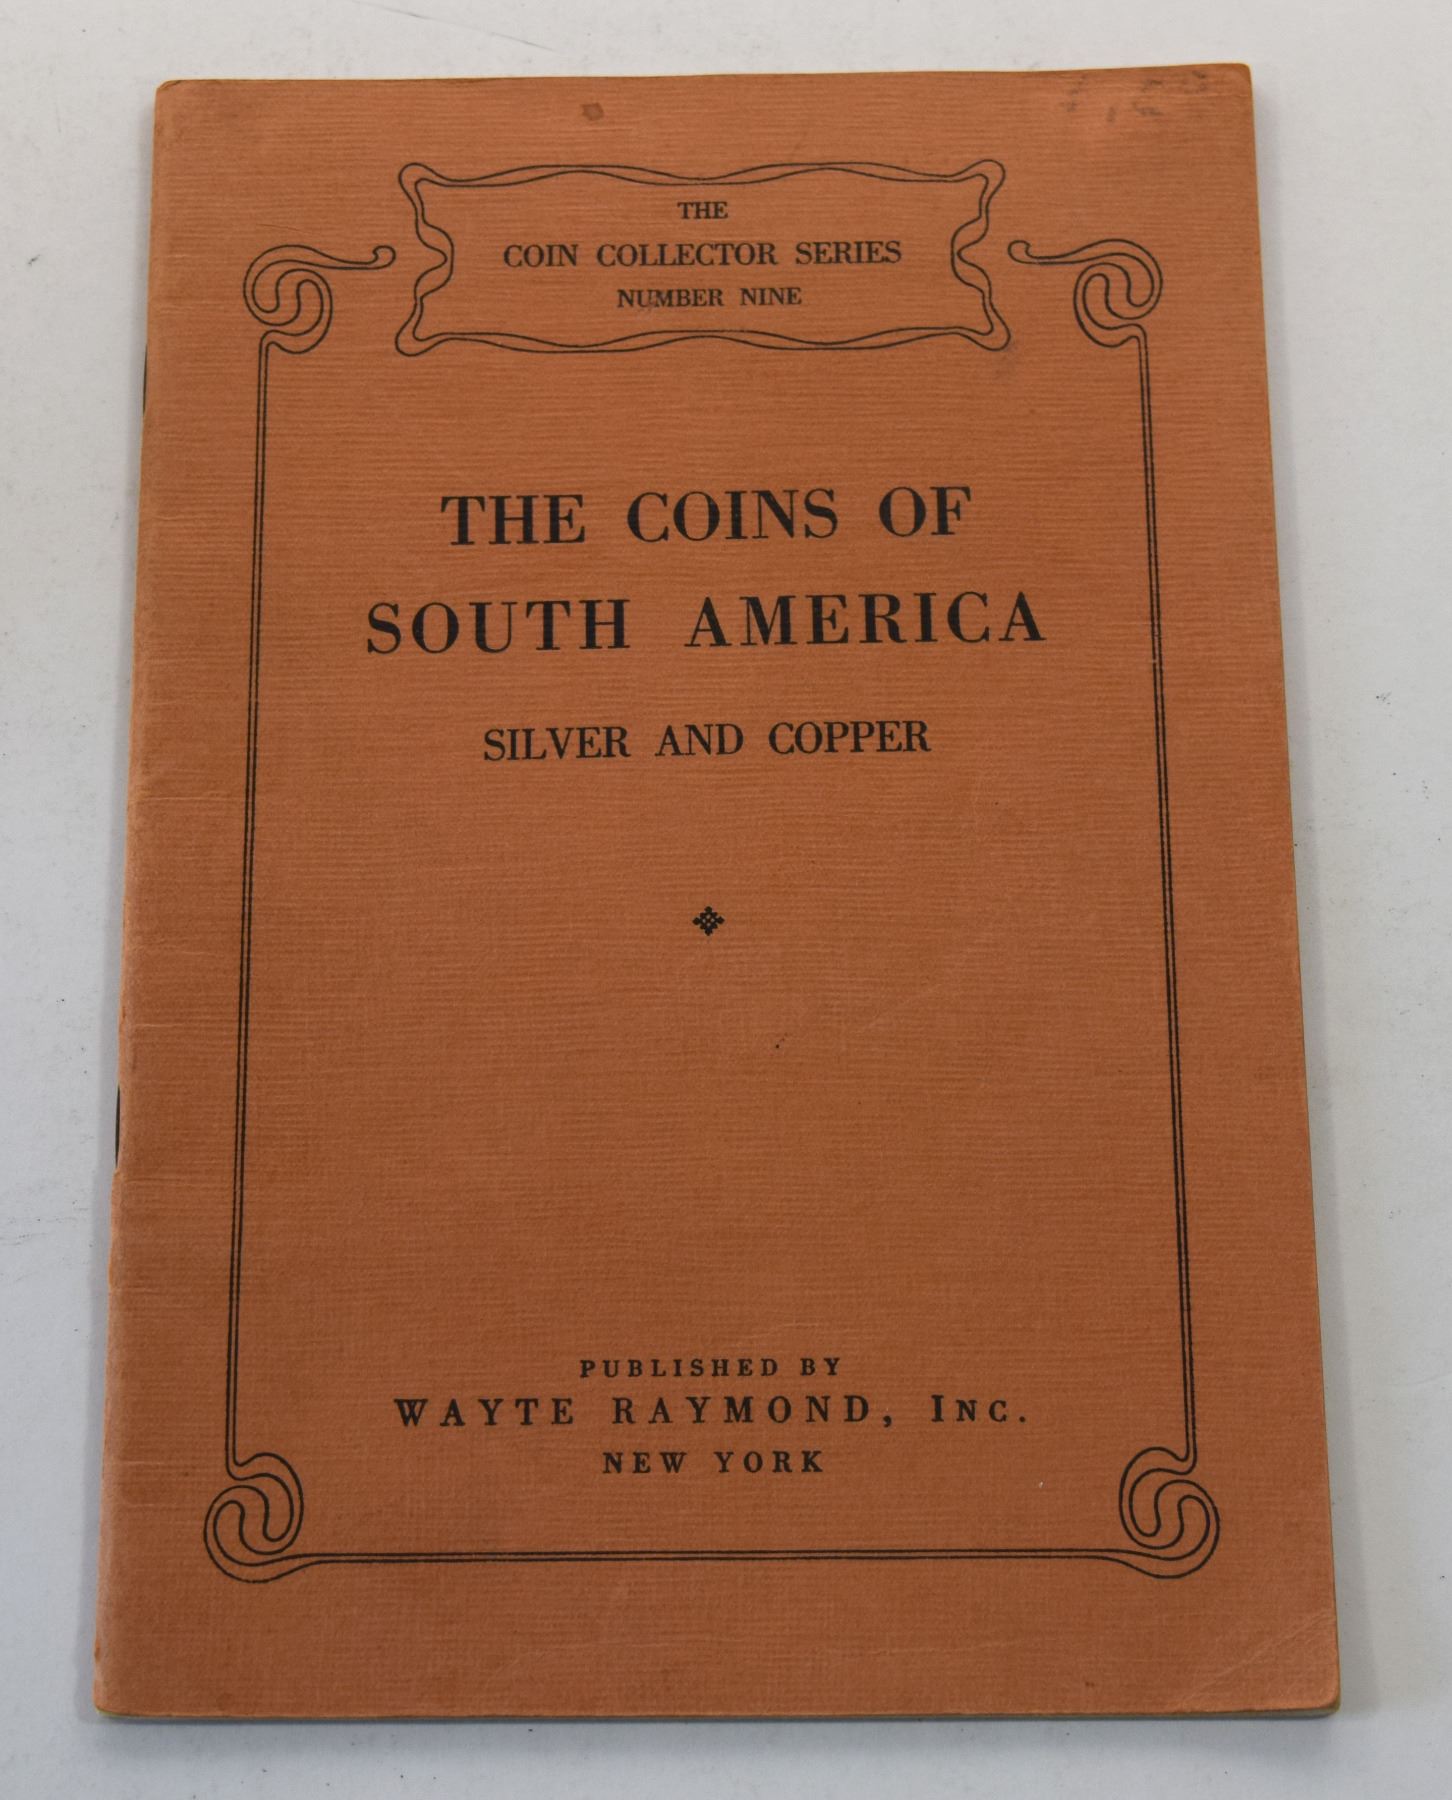 THE
COIN COLLECTOR SERIES
NUMBER NINE
THE COINS OF
SOUTH AMERICA
SILVER AND COPPER
PUBLISHED BY
WAYTE RAYMOND, INC.
NEW YORK